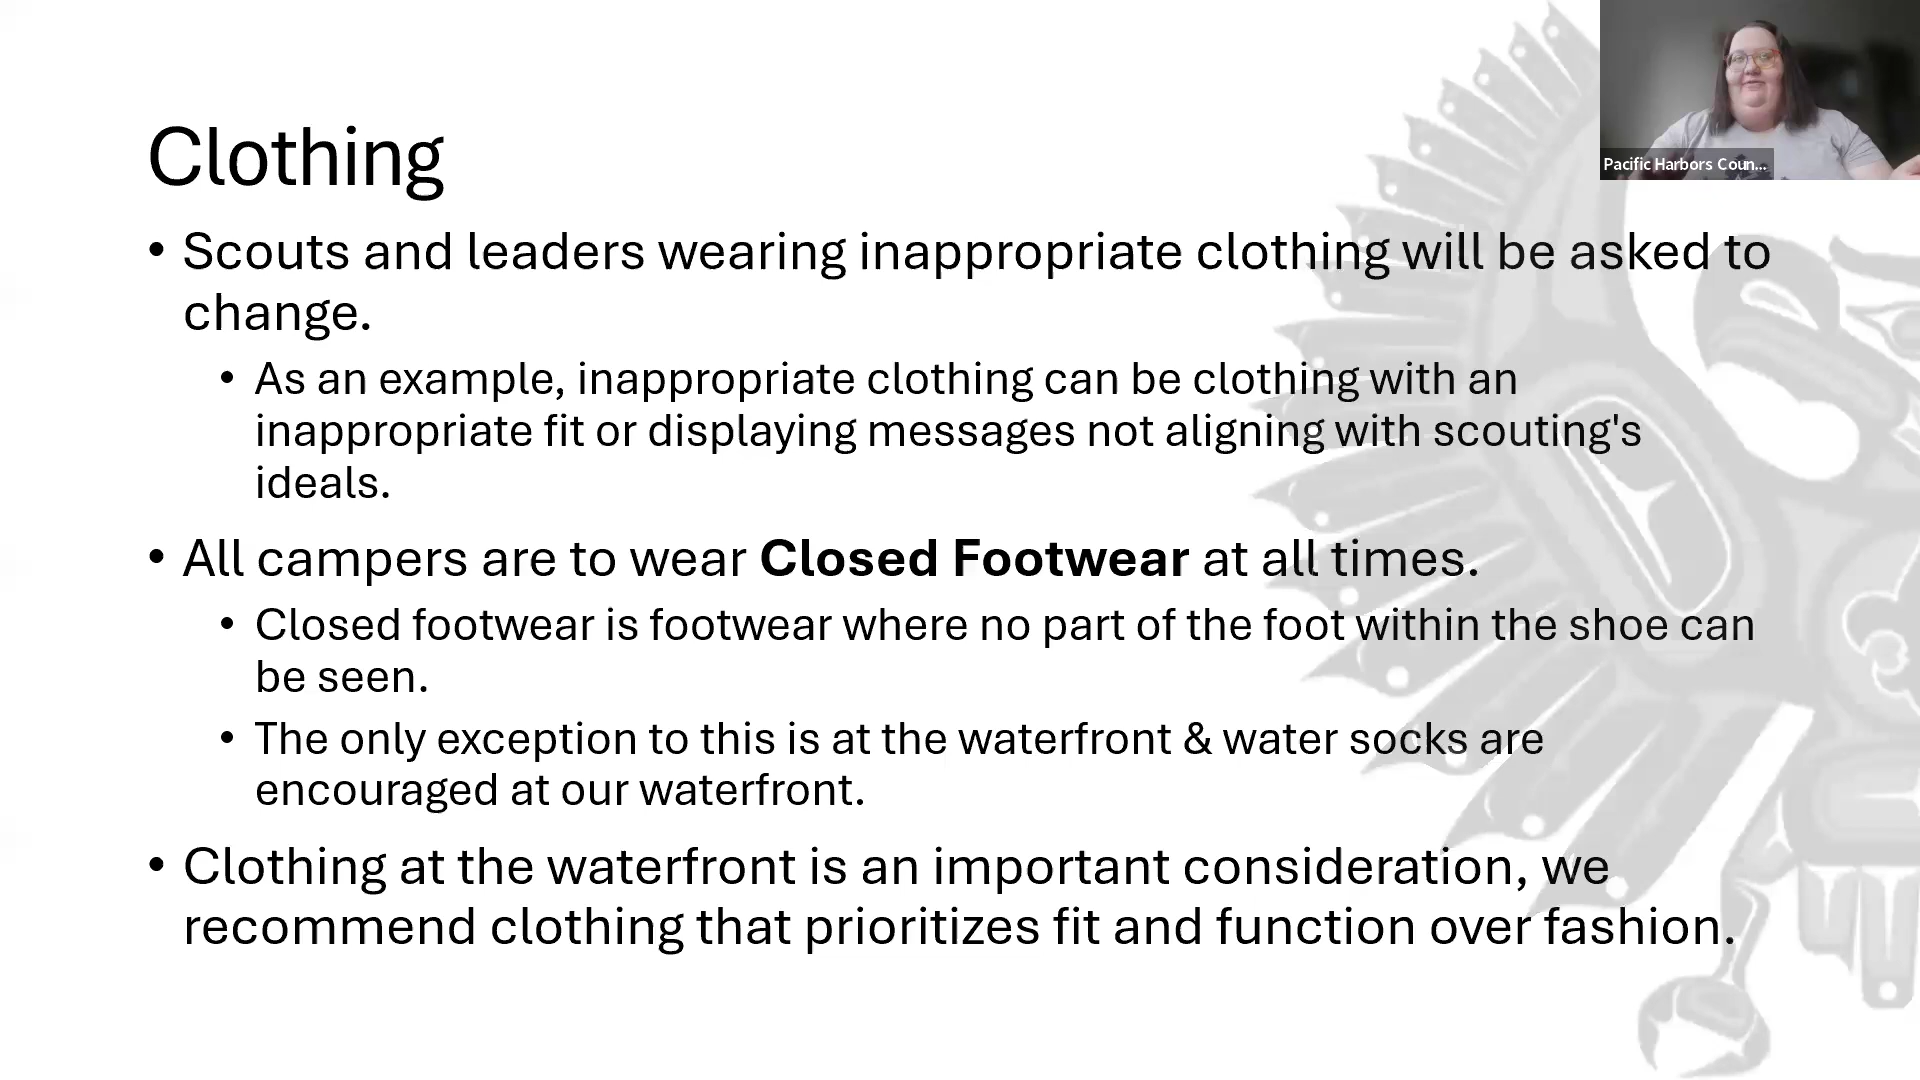 Pacific Harbors Coun...
Clothing
• Scouts and leaders wearing inappropriate clothing will be asked to
change.
• As an example, inappropriate clothing can be clothing with an
inappropriate fit or displaying messages not aligning with scouting's
ideals.
• All campers are to wear Closed Footwear at all times.
• Closed footwear is footwear where no part of the foot within the shoe can
be seen.
• The only exception to this is at the waterfront & water socks are
encouraged at our waterfront.
• Clothing at the waterfront is an important consideration, we
recommend clothing that prioritizes fit and function over fashion.